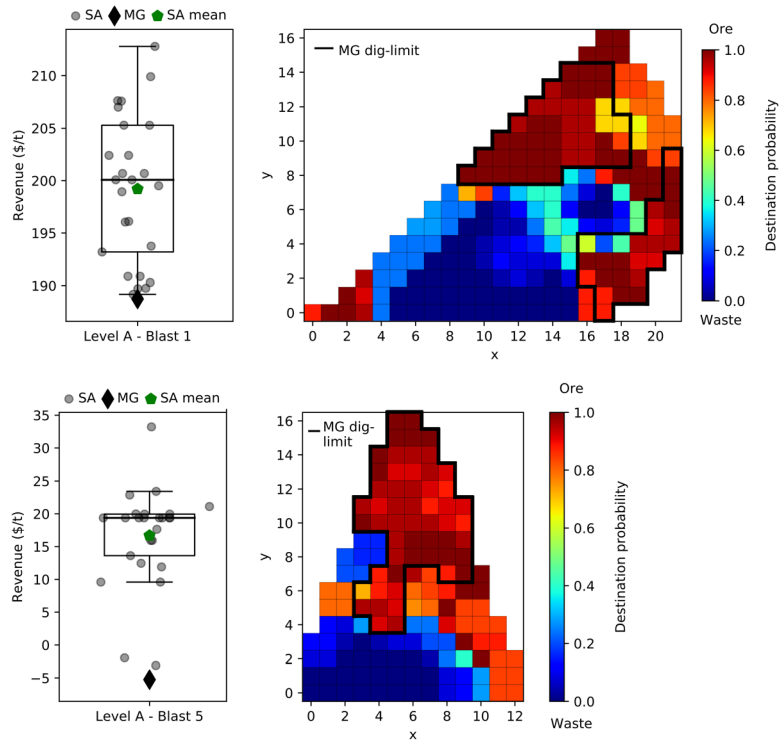 SA MG SA mean
Revenue ($/t)
210
205
200
195
190
Level A - Blast 1
MG dig-limit
y
16
14
12
10
8
6
4
2
0
0 2 4 6 8 10 12 14 16 18 20
x
Ore
1.0
0.8
0.6
0.4
0.2
0.0
Waste
Destination probability
SA MG SA mean
Revenue ($/t)
35
30
25
20
15
10
5
0
−5
Level A - Blast 5
MG dig-
limit
y
16
14
12
10
8
6
4
2
0
0 2 4 6 8 10 12
x
Ore
1.0
0.8
0.6
0.4
0.2
0.0
Waste
Destination probability